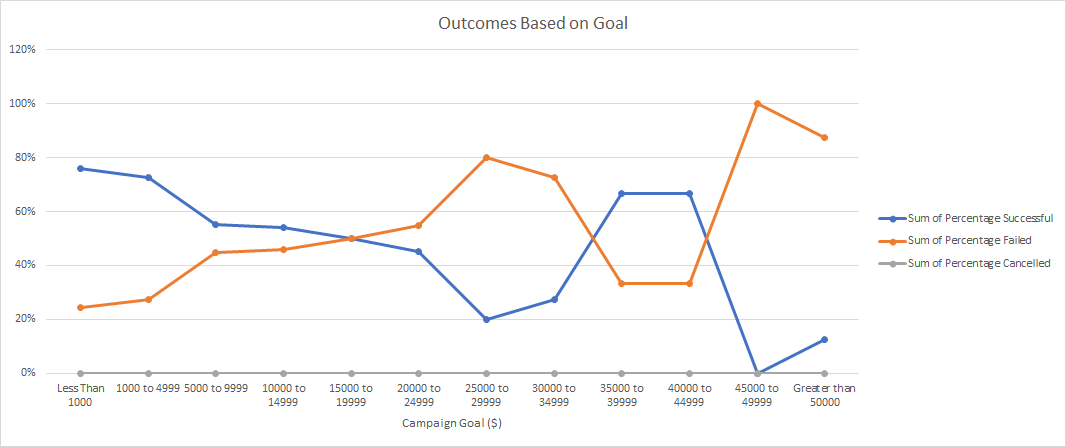 Outcomes Based on Goal
120%
100%
80%
60%
40%
20%
0%
Less Than
1000
1000 to 4999
5000 to 9999
10000 to
14999
15000 to
19999
20000 to
24999
25000 to
29999
30000 to
34999
35000 to
39999
40000 to
44999
45000 to
49999
Greater than
50000
Campaign Goal ($)
Sum of Percentage Successful
Sum of Percentage Failed
Sum of Percentage Cancelled